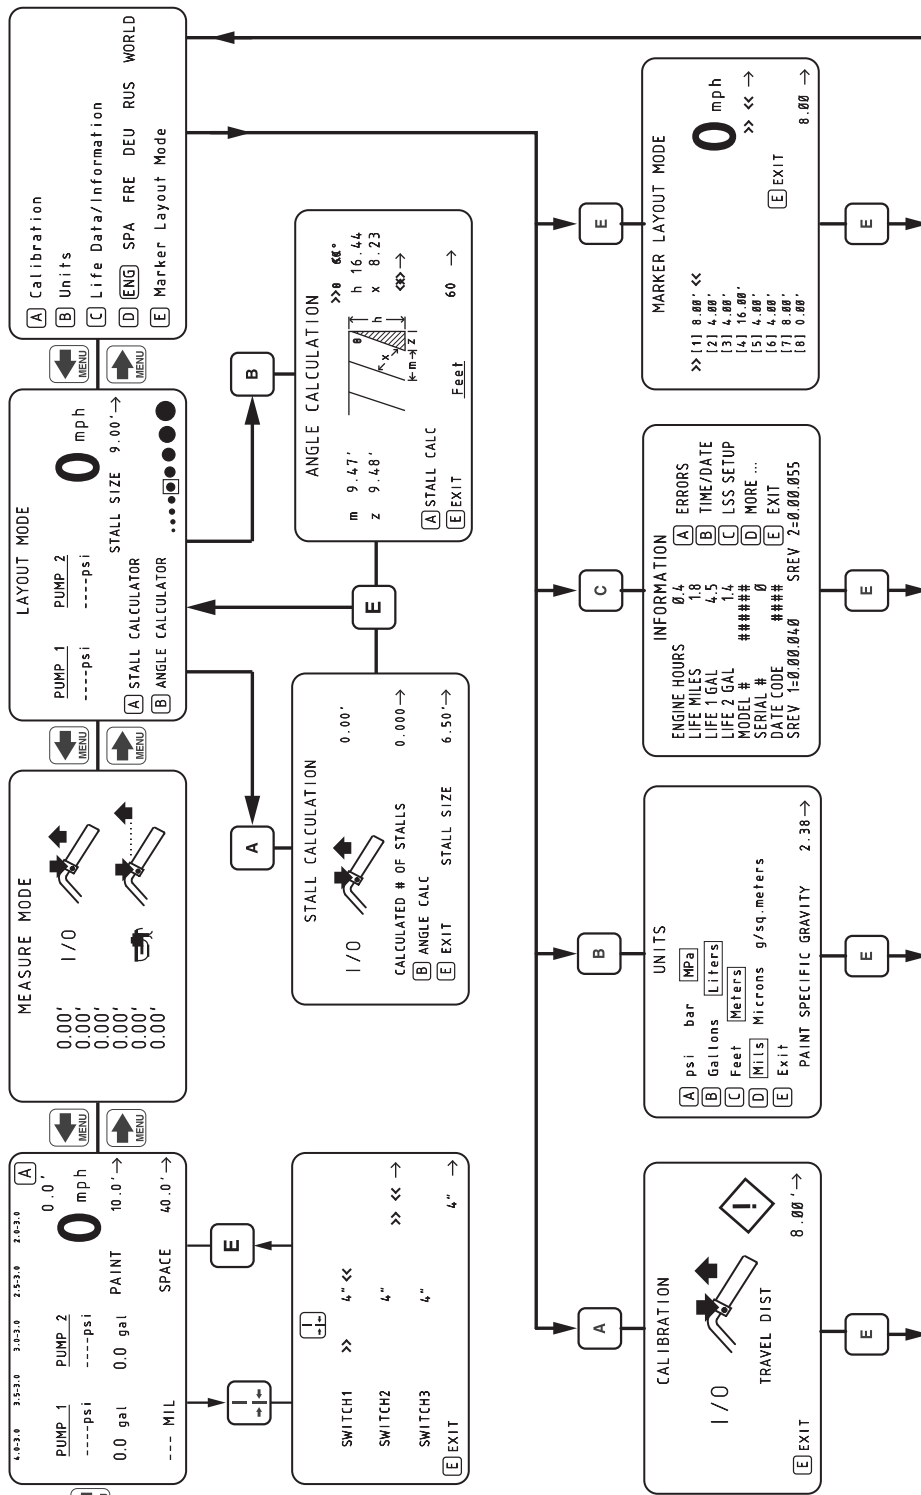 4.0-3.0 3.5-3.0 3.0-3.0 2.5-3.0 2.0-3.0
A
0.0'
PUMP 1 PUMP 2
----psi ----psi
0 mph
0.0 gal 0.0 gal PAINT 10.0'→
--- MIL SPACE 40.0'→
MENU
MENU
MEASURE MODE
0.00'
0.00'
0.00'
0.00'
0.00'
0.00'
I/O
MENU
MENU
LAYOUT MODE
PUMP 1 PUMP 2
----psi ----psi
0 mph
STALL SIZE 9.00'→
A STALL CALCULATOR
B ANGLE CALCULATOR
MENU
MENU
A Calibration
B Units
C Life Data/Information
D ENG SPA FRE DEU RUS WORLD
E Marker Layout Mode
E
A
B
SWITCH1 >> 4" <<
SWITCH2 4" >> << →
SWITCH3 4" 4" →
E EXIT
STALL CALCULATION
I/O 0.00'
CALCULATED # OF STALLS 0.000→
B ANGLE CALC
E EXIT STALL SIZE 6.50'→
E
ANGLE CALCULATION
m 9.47'
z 9.48'
h 16.44
x 8.23
θ h x m z
A STALL CALC
E EXIT Feet 60 →
A
B
C
E
CALIBRATION
I/O
!
TRAVEL DIST 8.00'→
E EXIT
UNITS
A psi bar MPa
B Gallons Liters
C Feet Meters
D Mils Microns g/sq.meters
E Exit
PAINT SPECIFIC GRAVITY 2.38→
INFORMATION
ENGINE HOURS 0.4 A ERRORS
LIFE MILES 1.8 B TIME/DATE
LIFE 1 GAL 4.5 C LSS SETUP
LIFE 2 GAL 1.4 D MORE...
MODEL # ###### E EXIT
SERIAL # 0
DATE CODE ####
SREV 1=0.00.040 SREV 2=0.00.055
MARKER LAYOUT MODE
>> [1] 8.00' <<
[2] 4.00'
[3] 4.00'
[4] 16.00'
[5] 4.00'
[6] 4.00'
[7] 8.00'
[8] 0.00'
0 mph
>> << →
E EXIT
8.00 →
E
E
E
E